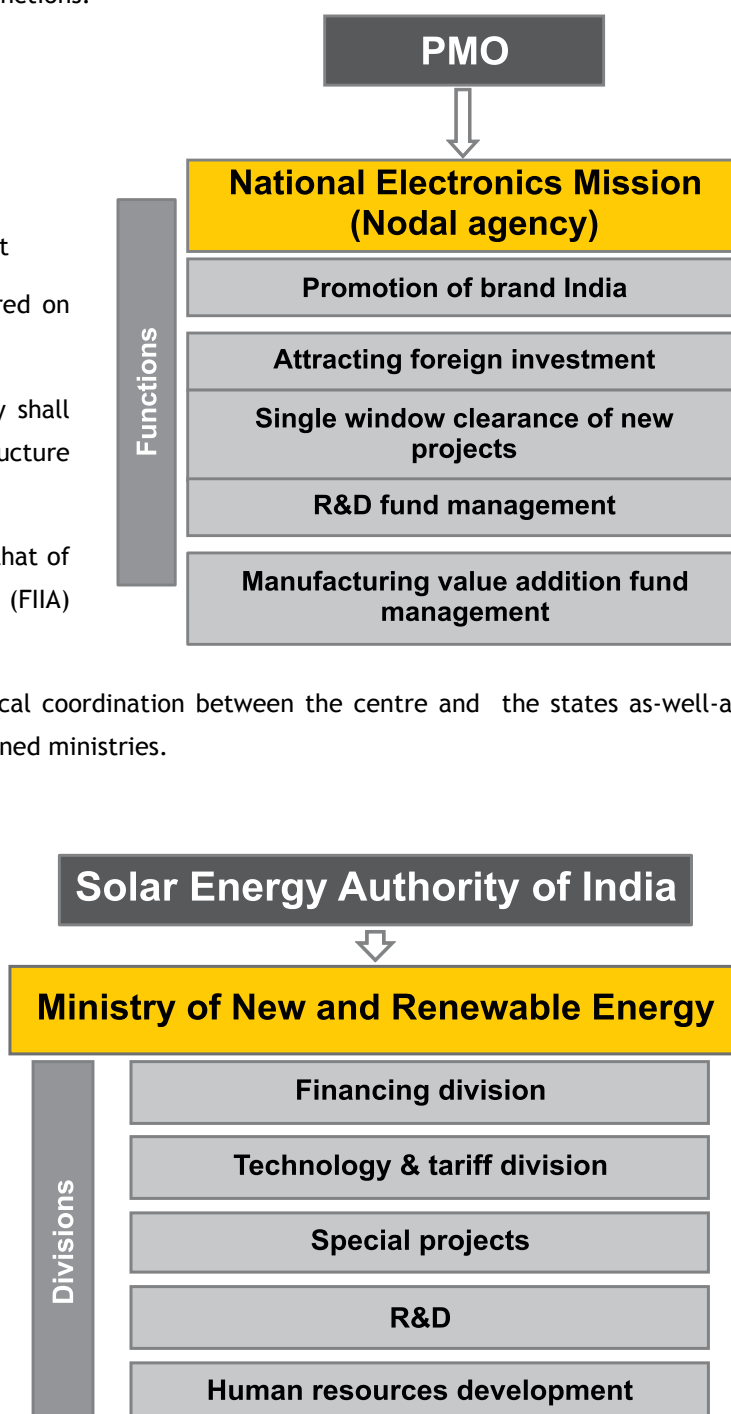 PMO
National Electronics Mission
(Nodal agency)
Functions
Promotion of brand India
Attracting foreign investment
Single window clearance of new
projects
R&D fund management
Manufacturing value addition fund
management
red on
shall
ucture
hat of
(FIIA)
cal coordination between the centre and the states as-well-a
ned ministries.
Solar Energy Authority of India
Ministry of New and Renewable Energy
Divisions
Financing division
Technology & tariff division
Special projects
R&D
Human resources development